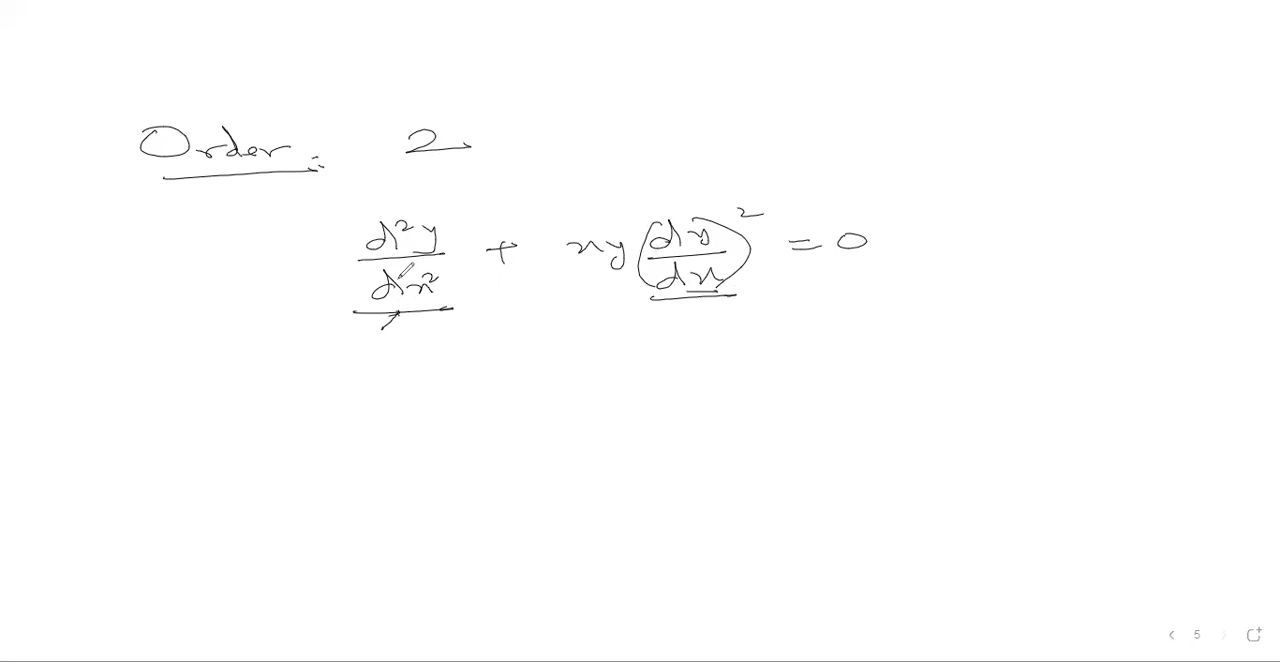 Order :- 2
d²y/dx² + xy(dy/dx)² = 0
< 5 >